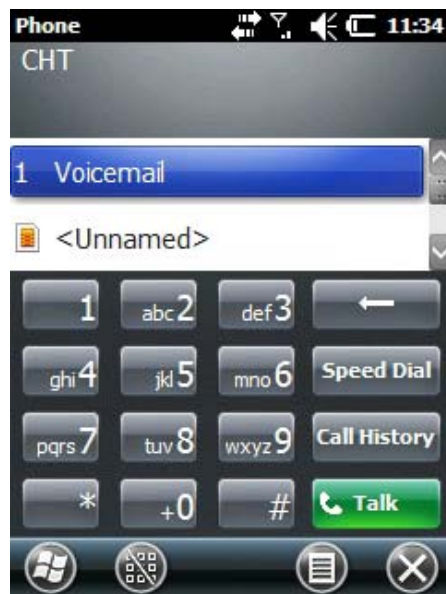 Phone 11:34
CHT
1 Voicemail
<Unnamed>
1 abc2 def3
ghi4 jkl5 mno6 Speed Dial
pqrs7 tuv8 wxyz9 Call History
* +0 # Talk